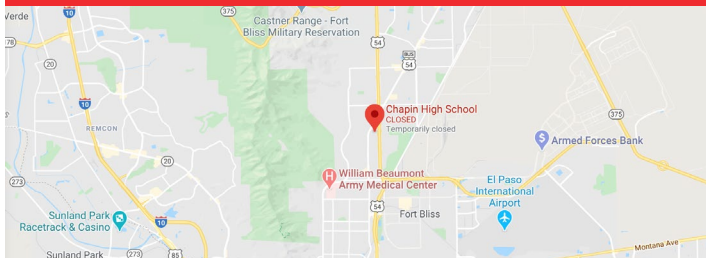 375
Castner Range - Fort
Bliss Military Reservation
Verde
78
54
BUS
54
20
10
Chapin High School
CLOSED
Temporarily closed
375
REMCON
Armed Forces Bank
20
William Beaumont
Army Medical Center
273
El Paso
International
Airport
54
Fort Bliss
Sunland Park
Racetrack & Casino
10
Montana Ave
Sunland Park
273
85